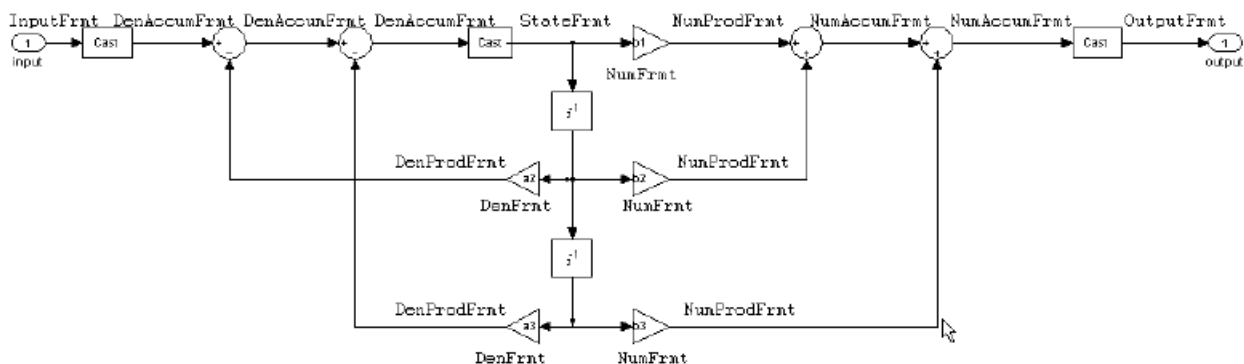 InputFrmt DenAccumFrmt DenAccumFrmt DenAccumFrmt StateFrmt NumProdFrmt NumAccumFrmt NumAccumFrmt OutputFrmt
1 Cast + - + - Cast b1 + + + + Cast 1
input NumFrmt output
z-1
DenProdFrmt NumProdFrmt
a2 b2
DenFrmt NumFrmt
z-1
DenProdFrmt NumProdFrmt
a3 b3
DenFrmt NumFrmt